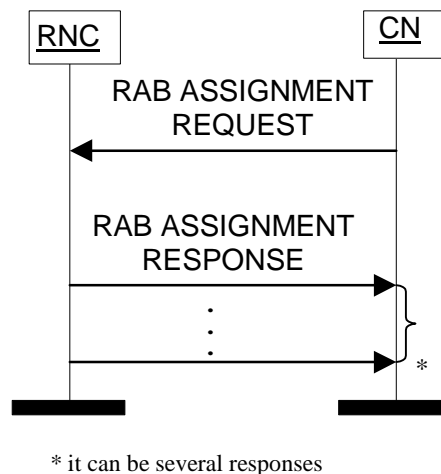 RNC
CN
RAB ASSIGNMENT
REQUEST
RAB ASSIGNMENT
RESPONSE
*
* it can be several responses